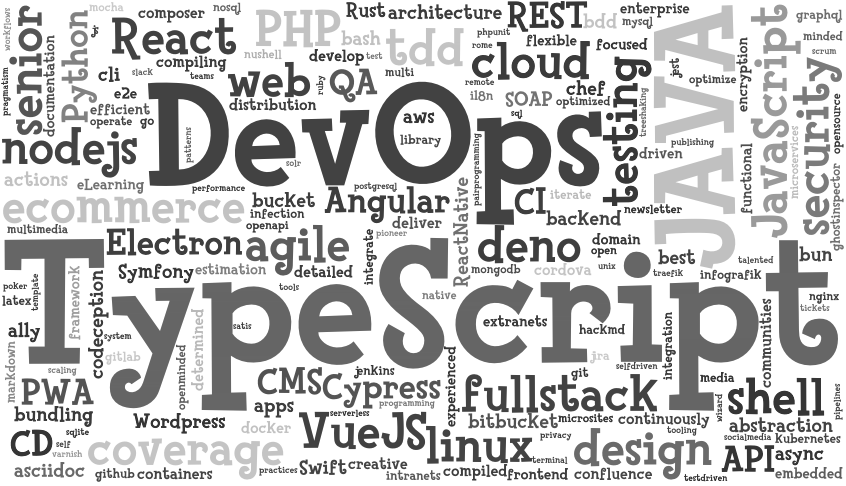 workflows
mocha
composer
nosql
Rust
architecture
REST
bdd
enterprise
mysql
graphql
pragmatism
senior
documentation
Python
js
React
PHP
bash
develop
test
tdd
phpunit
rome
flexible
focused
minded
scrum
compiling
nushell
cloud
remote
cli
slack
teams
web
ruby
QA
multi
il8n
SOAP
chef
optimized
testing
treeshaking
JAVA
jest
optimize
encryption
JavaScript
security
opensource
e2e
efficient
operate
go
distribution
DevOps
aws
library
sql
driven
publishing
microservices
nodejs
patterns
solr
pairprogramming
functional
actions
eLearning
performance
postgresql
CI
iterate
newsletter
ghostinspector
ecommerce
bucket
infection
openapi
Angular
deliver
ReactNative
backend
multimedia
Electron
agile
integrate
pioneer
deno
domain
open
best
talented
bun
Symfony
estimation
detailed
mongodb
cordova
unix
traefik
infografik
poker
latex
template
framework
codeception
tools
native
nginx
tickets
TypeScript
ally
system
satis
extranets
hackmd
integration
communities
markdown
scaling
gitlab
openminded
determined
jenkins
jira
selfdriven
PWA
CMS
Cypress
programming
experienced
git
fullstack
media
wizard
shell
pipelines
bundling
Wordpress
apps
serverless
bitbucket
microsites
continuously
tooling
abstraction
CD
sqlite
self
varnish
docker
VueJS
linux
privacy
terminal
design
socialmedia
Kubernetes
coverage
API
async
asciidoc
github
containers
practices
Swift
creative
intranets
compiled
frontend
confluence
testdriven
embedded